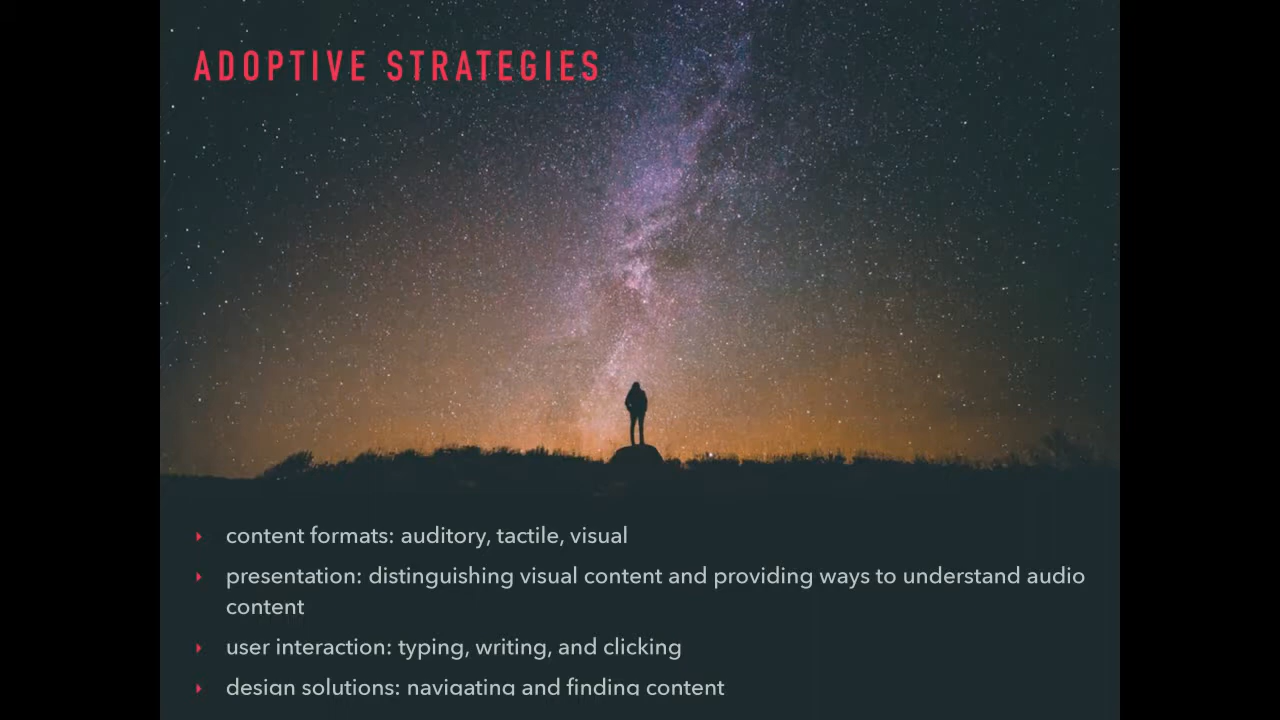 ADOPTIVE STRATEGIES
content formats: auditory, tactile, visual
presentation: distinguishing visual content and providing ways to understand audio
content
user interaction: typing, writing, and clicking
design solutions: navigating and finding content